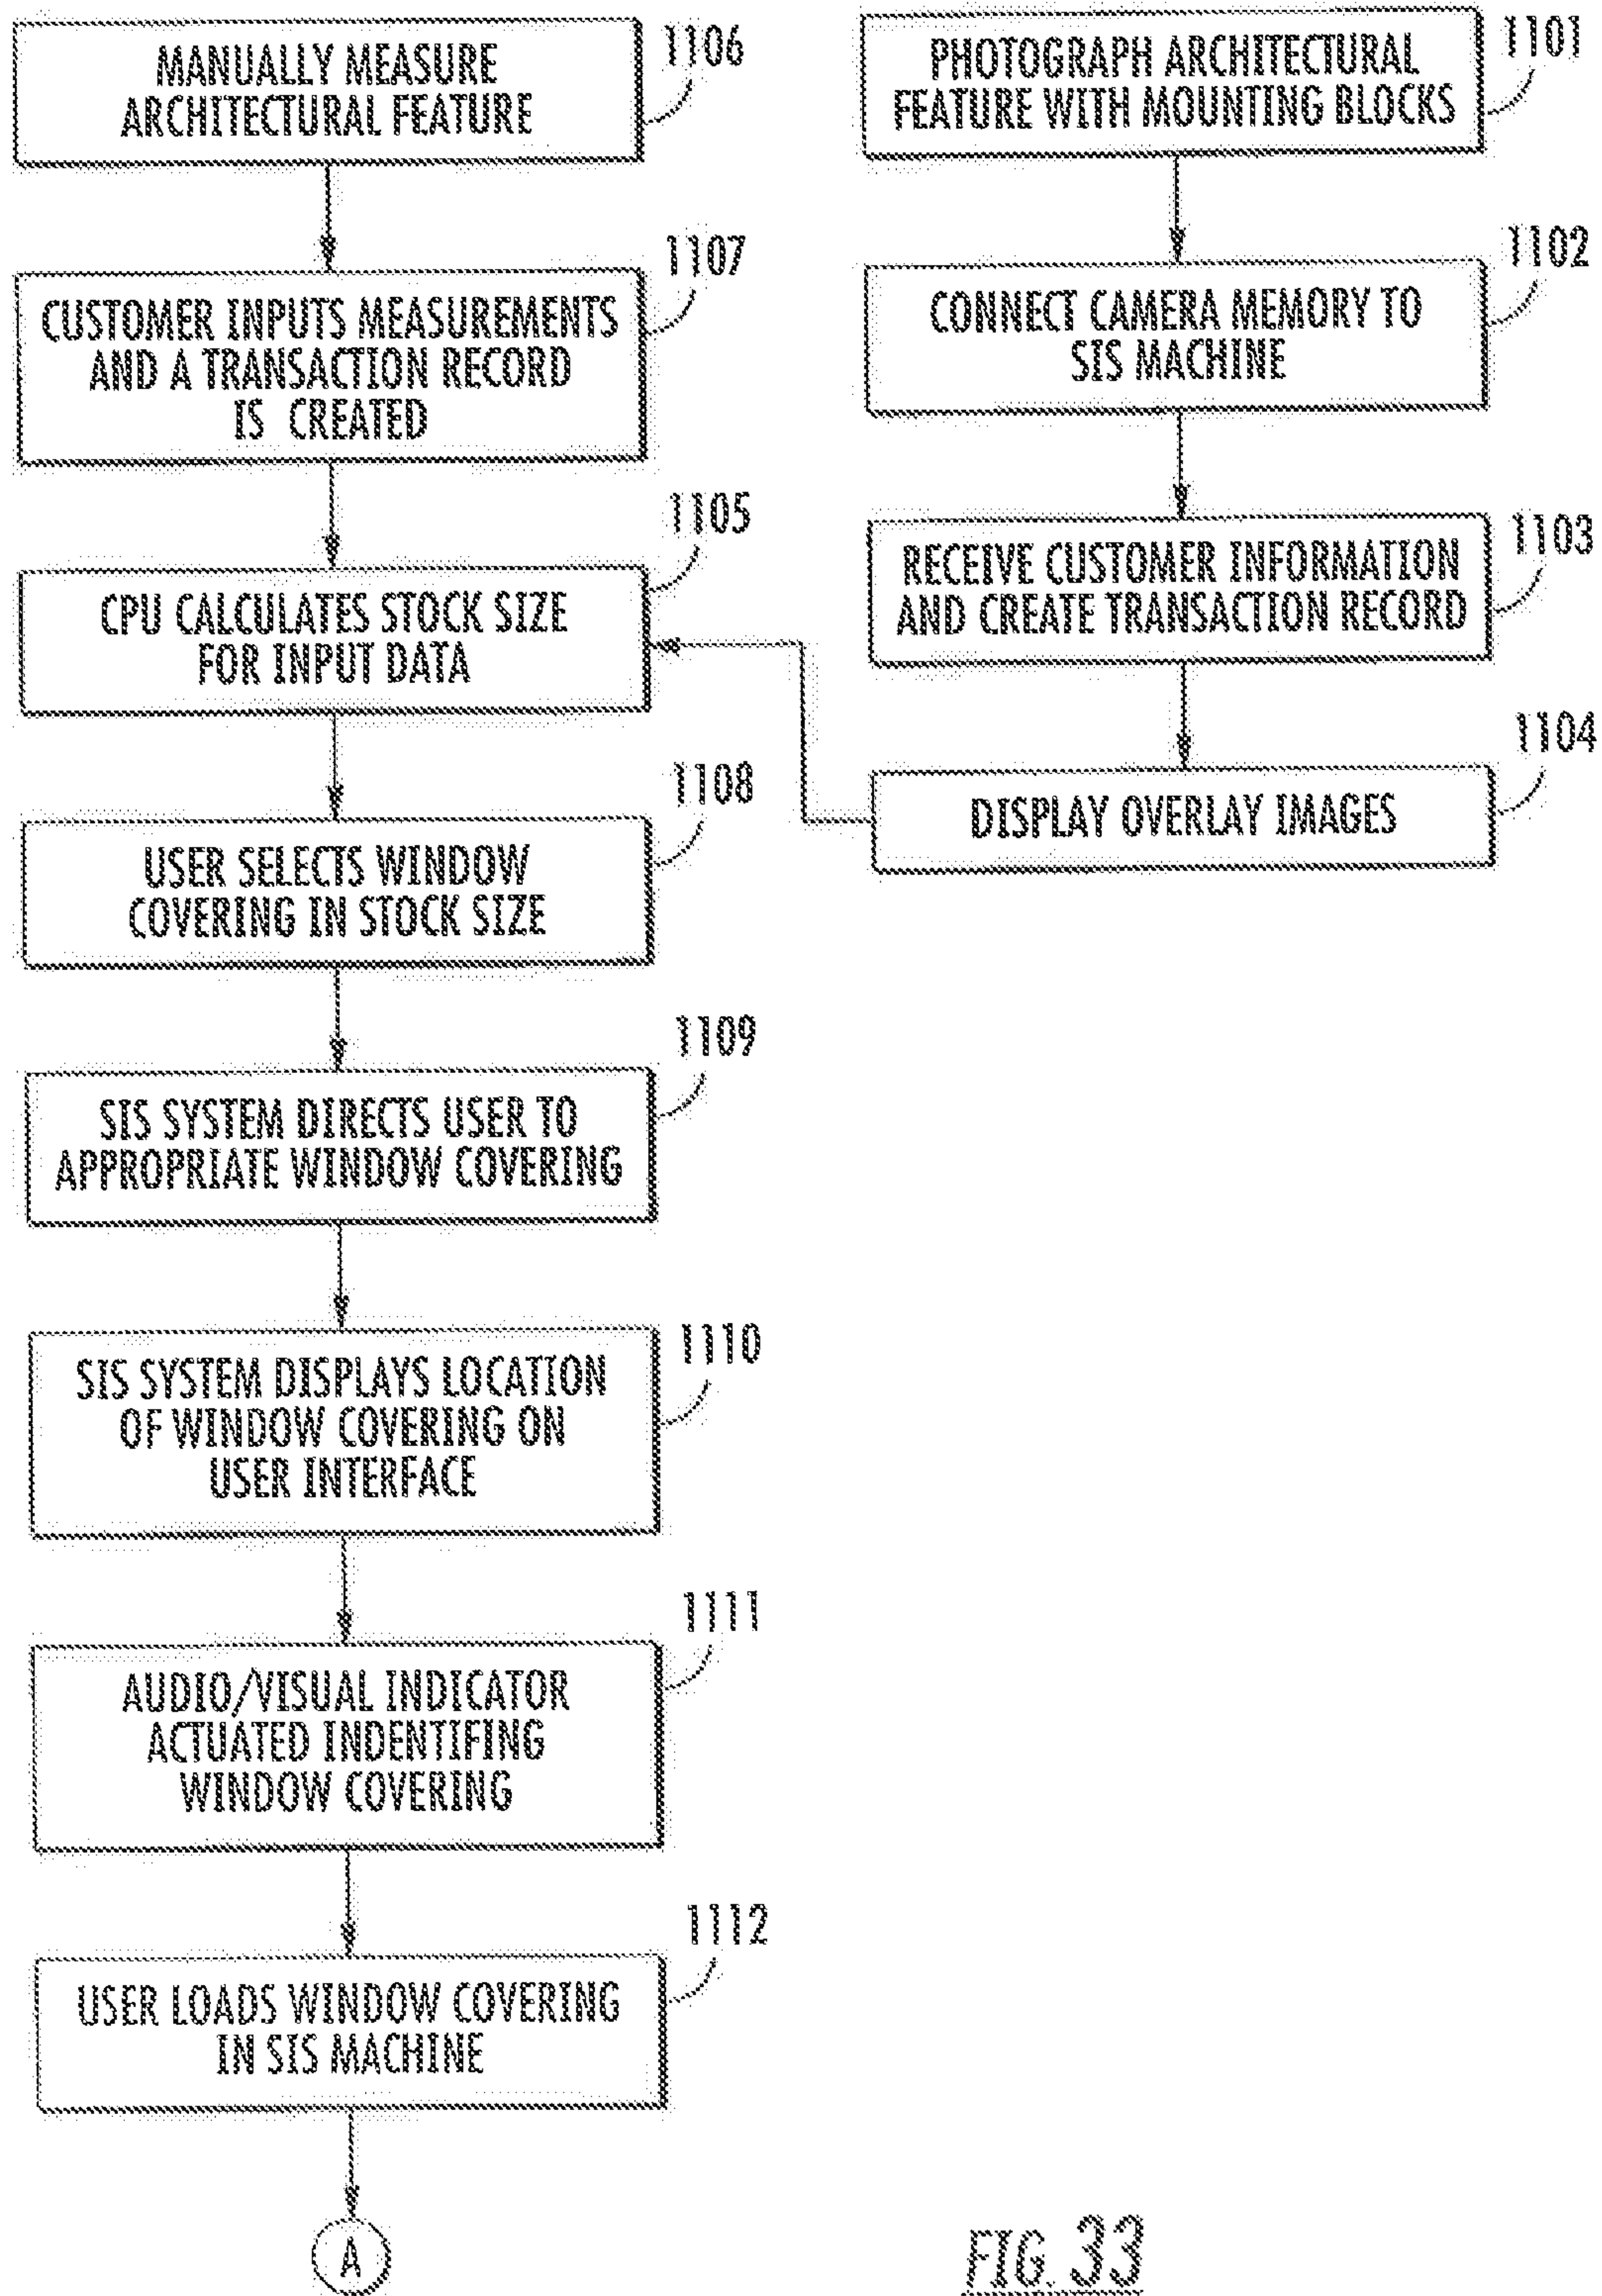 1106
MANUALLY MEASURE
ARCHITECTURAL FEATURE
1107
CUSTOMER INPUTS MEASUREMENTS
AND A TRANSACTION RECORD
IS CREATED
1105
CPU CALCULATES STOCK SIZE
FOR INPUT DATA
1108
USER SELECTS WINDOW
COVERING IN STOCK SIZE
1109
SIS SYSTEM DIRECTS USER TO
APPROPRIATE WINDOW COVERING
1110
SIS SYSTEM DISPLAYS LOCATION
OF WINDOW COVERING ON
USER INTERFACE
1111
AUDIO/VISUAL INDICATOR
ACTUATED INDENTIFING
WINDOW COVERING
1112
USER LOADS WINDOW COVERING
IN SIS MACHINE
A
1101
PHOTOGRAPH ARCHITECTURAL
FEATURE WITH MOUNTING BLOCKS
1102
CONNECT CAMERA MEMORY TO
SIS MACHINE
1103
RECEIVE CUSTOMER INFORMATION
AND CREATE TRANSACTION RECORD
1104
DISPLAY OVERLAY IMAGES
FIG. 33